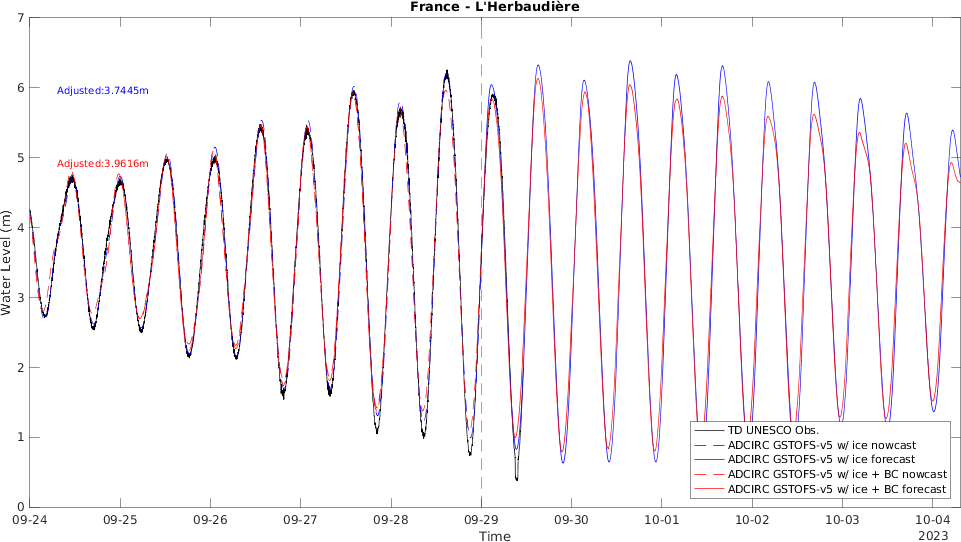 France - L'Herbaudière
7
6
5
4
3
2
1
0
Water Level (m)
Adjusted:3.7445m
Adjusted:3.9616m
TD UNESCO Obs.
ADCIRC GSTOFS-v5 w/ ice nowcast
ADCIRC GSTOFS-v5 w/ ice forecast
ADCIRC GSTOFS-v5 w/ ice + BC nowcast
ADCIRC GSTOFS-v5 w/ ice + BC forecast
09-24 09-25 09-26 09-27 09-28 09-29 09-30 10-01 10-02 10-03 10-04
2023
Time